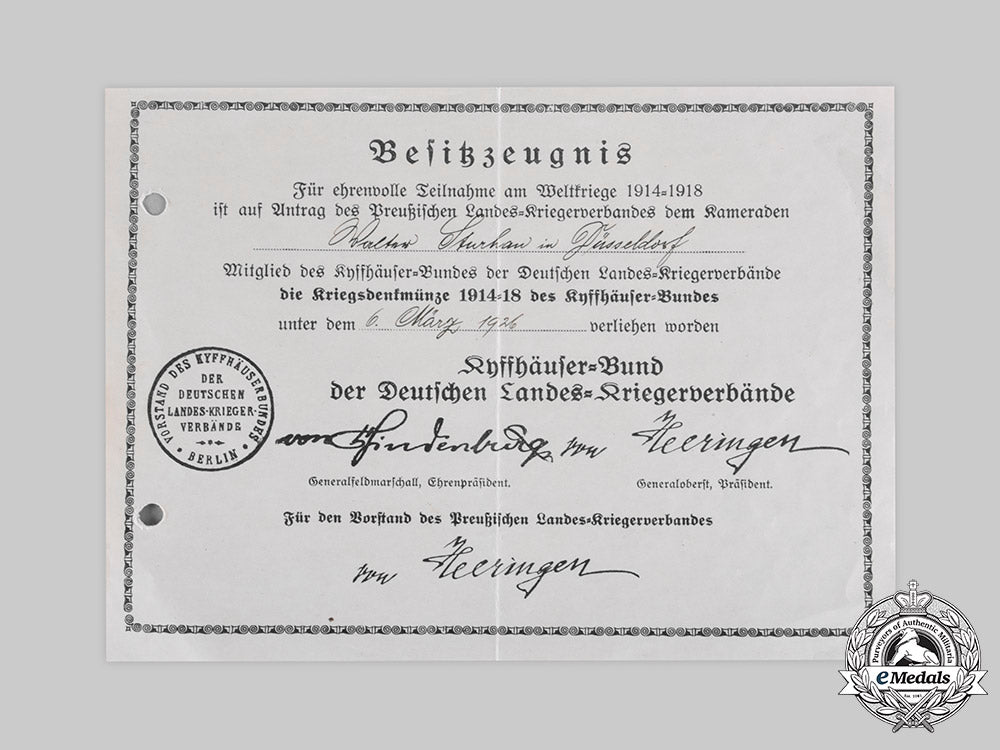 Besitzzeugnis
Für ehrenvolle Teilnahme am Weltkriege 1914-1918
ist auf Antrag des Preußischen Landes-Kriegerverbandes dem Kameraden
Walter Sturhan in Düsseldorf
Mitglied des Kyffhäuser-Bundes der Deutschen Landes-Kriegerverbände
die Kriegsdenkmünze 1914-18 des Kyffhäuser-Bundes
unter dem 6. März 1926 verliehen worden
Kyffhäuser-Bund
der Deutschen Landes-Kriegerverbände
VORSTAND DES KYFFHÄUSERBUNDES
DER
DEUTSCHEN
LANDES-KRIEGER-
VERBÄNDE
BERLIN
von Hindenburg von Heeringen
Generalfeldmarschall, Ehrenpräsident. Generaloberst, Präsident.
Für den Vorstand des Preußischen Landes-Kriegerverbandes
von Heeringen
Purveyors of Authentic Militaria
eMedals